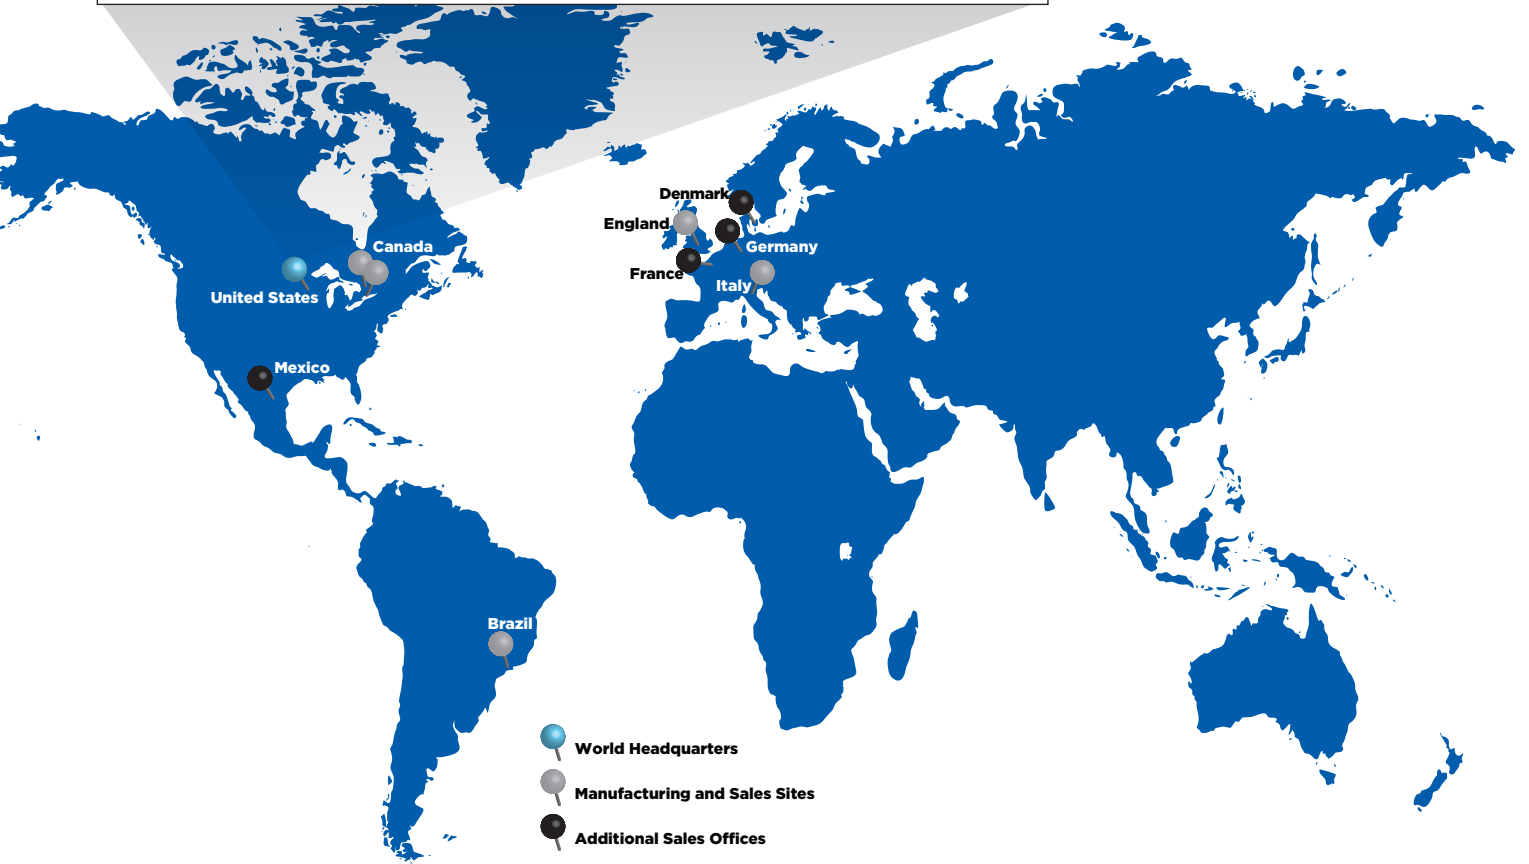 Denmark
England
Canada
Germany
France
United States
Italy
Mexico
Brazil
World Headquarters
Manufacturing and Sales Sites
Additional Sales Offices